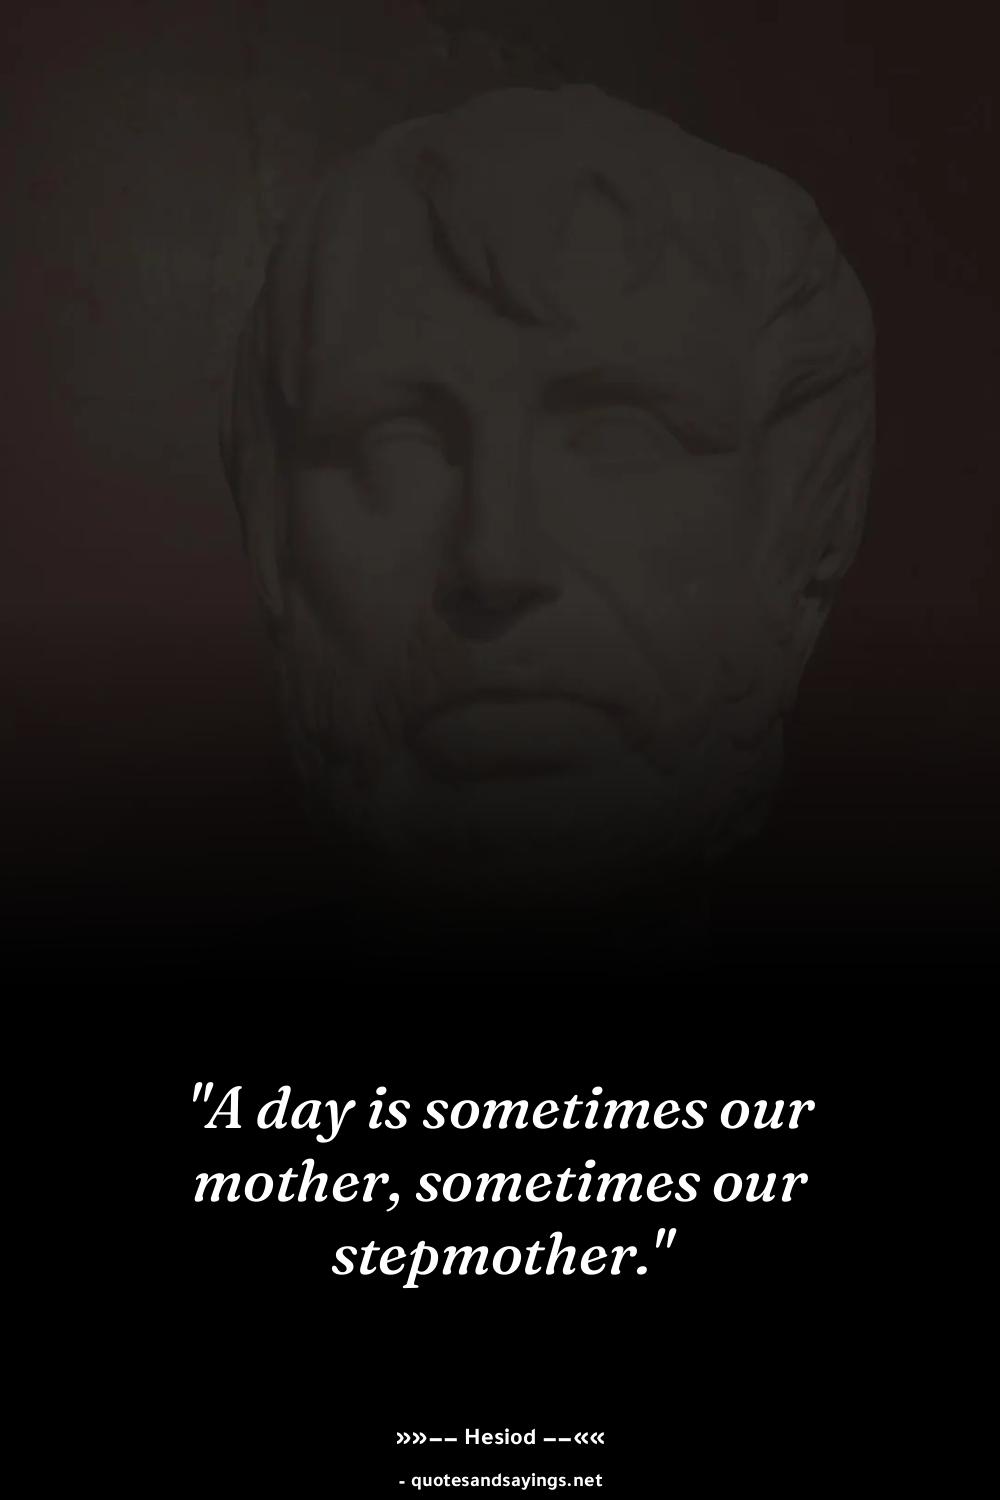 "A day is sometimes our
mother, sometimes our
stepmother."
»»−− Hesiod −−««
- quotesandsayings.net